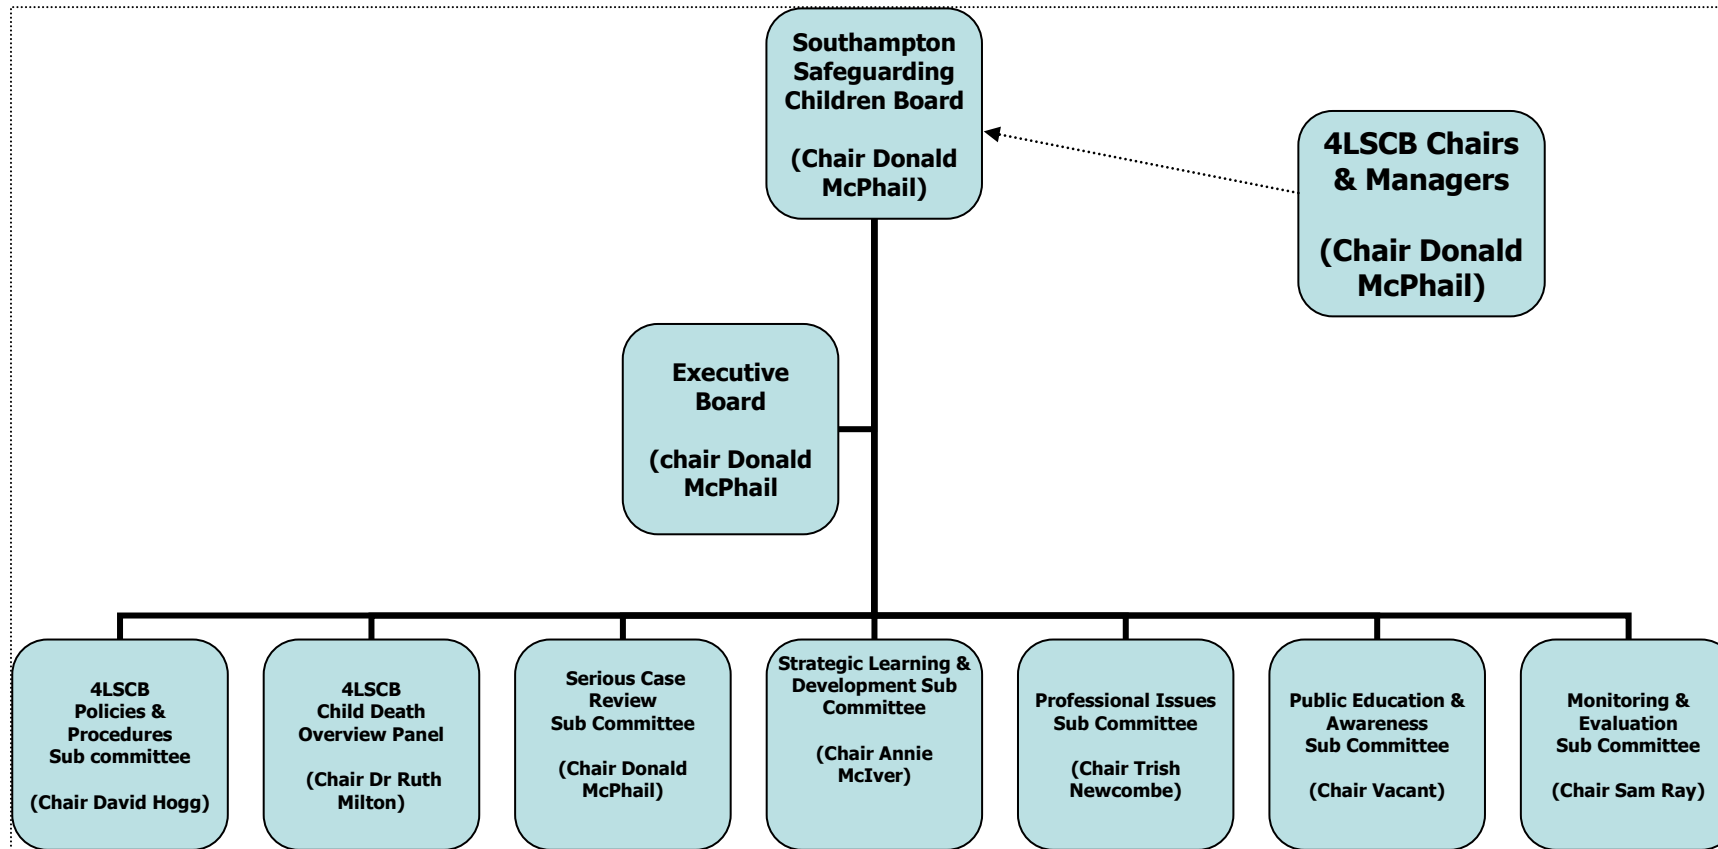 Southampton
Safeguarding
Children Board
(Chair Donald
McPhail)
4LSCB Chairs
& Managers
(Chair Donald
McPhail)
Executive
Board
(chair Donald
McPhail
4LSCB
Policies &
Procedures
Sub committee
(Chair David Hogg)
4LSCB
Child Death
Overview Panel
(Chair Dr Ruth
Milton)
Serious Case
Review
Sub Committee
(Chair Donald
McPhail)
Strategic Learning &
Development Sub
Committee
(Chair Annie
McIver)
Professional Issues
Sub Committee
(Chair Trish
Newcombe)
Public Education &
Awareness
Sub Committee
(Chair Vacant)
Monitoring &
Evaluation
Sub Committee
(Chair Sam Ray)